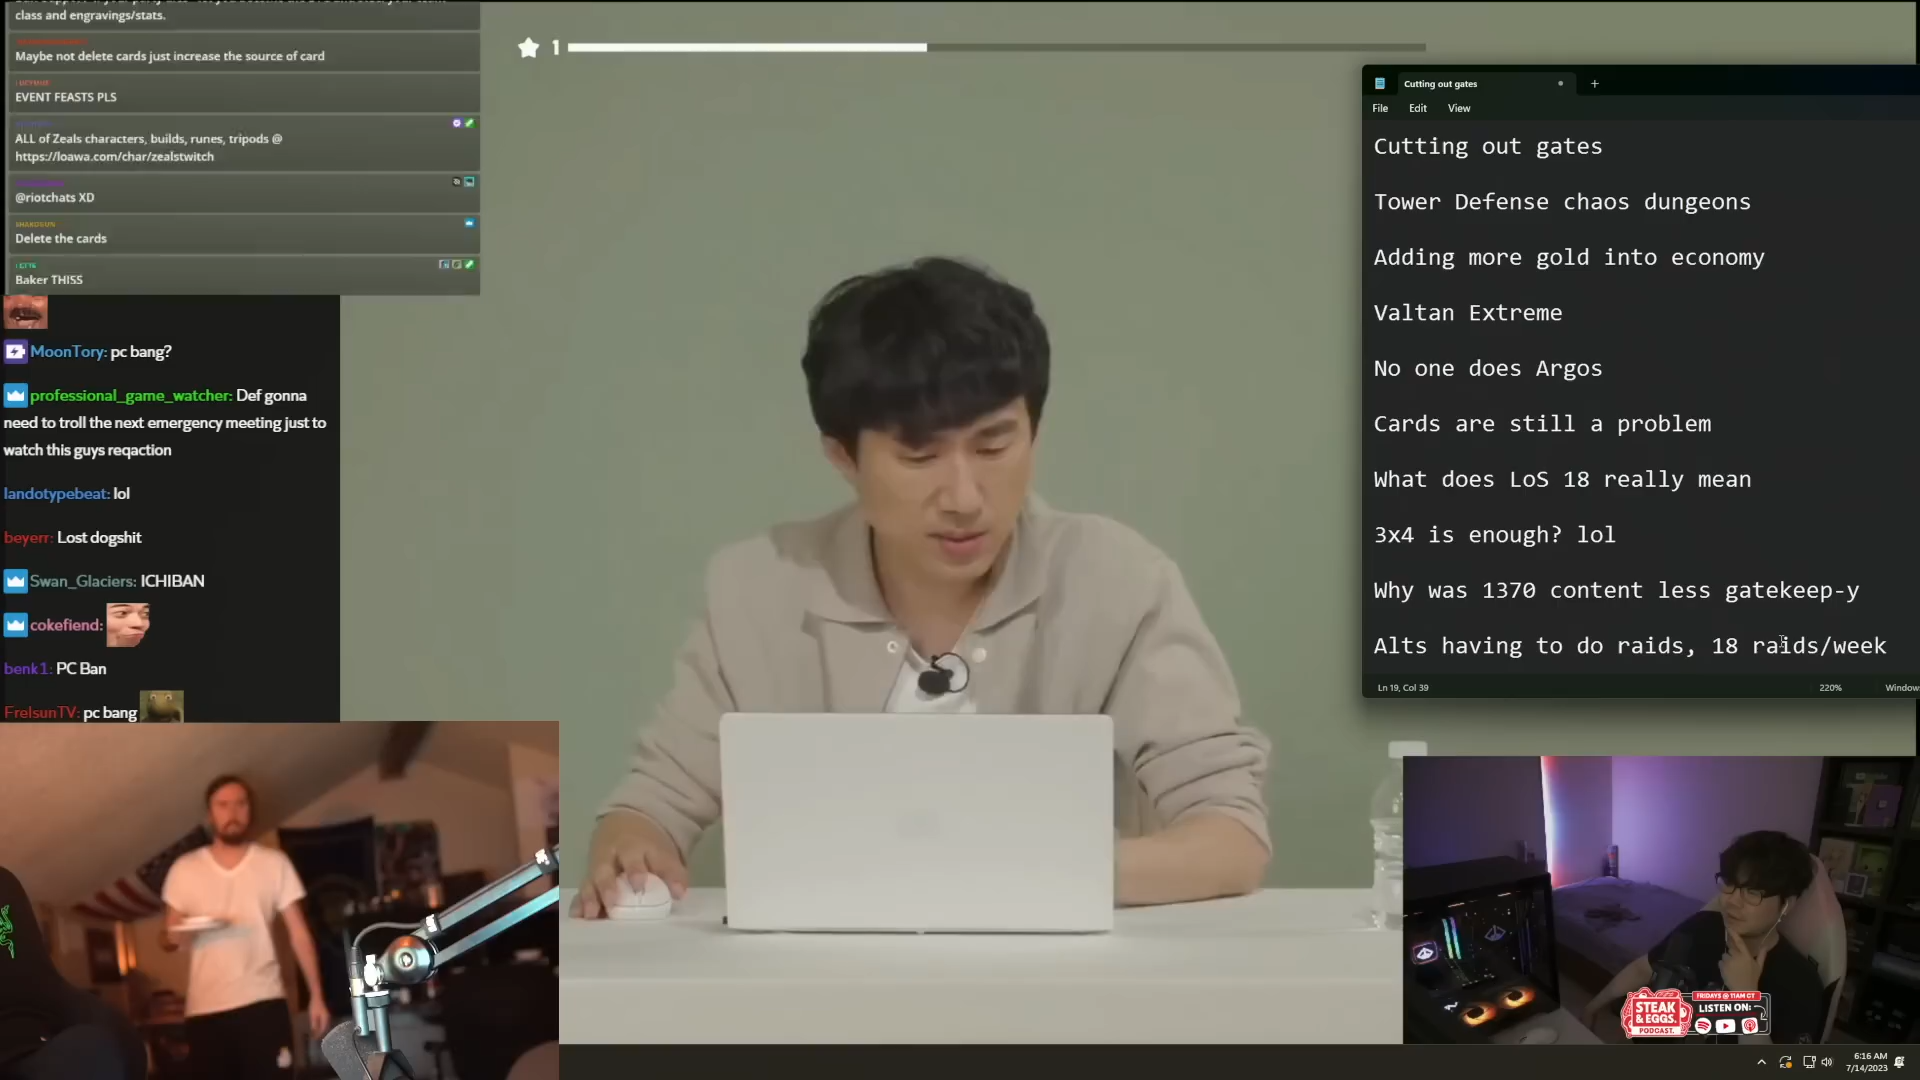 class and engravings/stats.
Maybe not delete cards just increase the source of card
EVENT FEASTS PLS
ALL of Zeals characters, builds, runes, tripods @
https://loawa.com/char/zealstwitch
@riotchats XD
Delete the cards
Baker THISS
MoonTory: pc bang?
professional_game_watcher: Def gonna
need to troll the next emergency meeting just to
watch this guys reqaction
landotypebeat: lol
beyerr: Lost dogshit
Swan_Glaciers: ICHIBAN
cokefiend:
benk1: PC Ban
FrelsunTV: pc bang
1
Cutting out gates
File Edit View
Cutting out gates
Tower Defense chaos dungeons
Adding more gold into economy
Valtan Extreme
No one does Argos
Cards are still a problem
What does LoS 18 really mean
3x4 is enough? lol
Why was 1370 content less gatekeep-y
Alts having to do raids, 18 raids/week
Ln 19, Col 39
220%
Window
STEAK
& EGGS
PODCAST.
FRIDAYS @ 11AM CT
LISTEN ON:
6:16 AM
7/14/2023